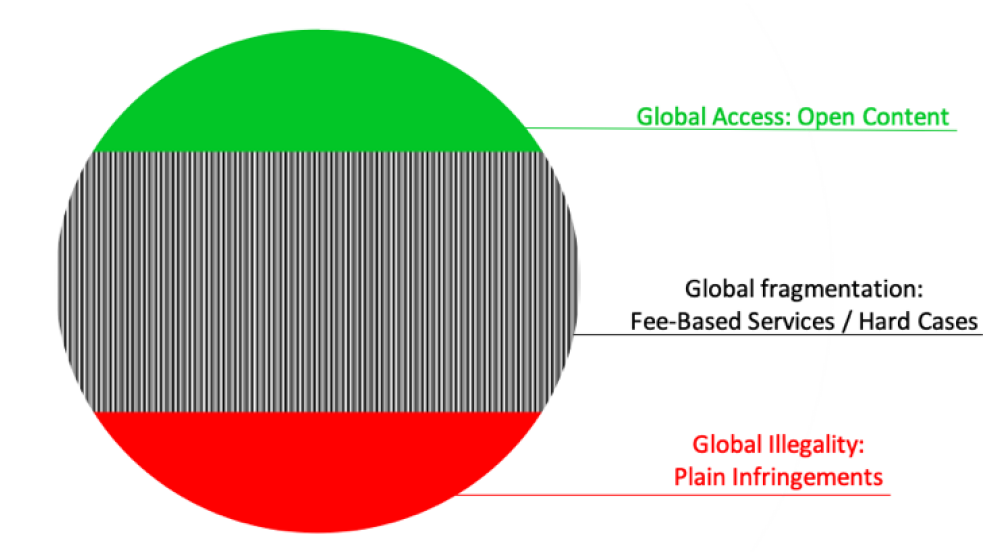 Global Access: Open Content
Global fragmentation:
Fee-Based Services / Hard Cases
Global Illegality:
Plain Infringements